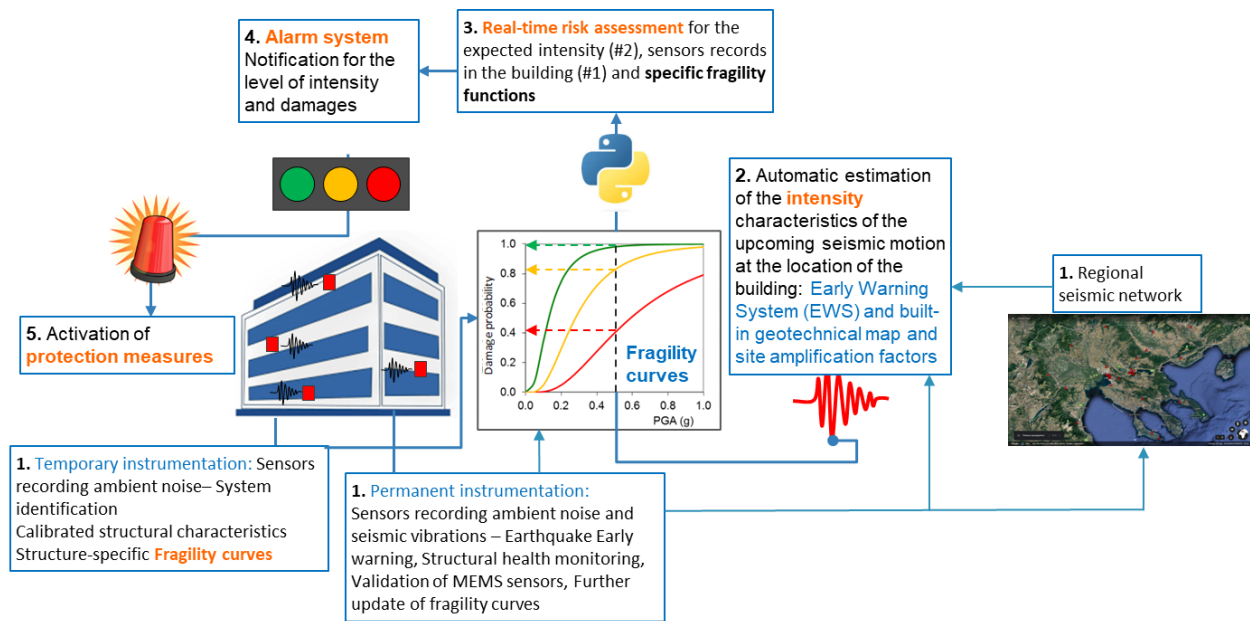 4. Alarm system
Notification for the
level of intensity
and damages
3. Real-time risk assessment for the
expected intensity (#2), sensors records
in the building (#1) and specific fragility
functions
2. Automatic estimation
of the intensity
characteristics of the
upcoming seismic motion
at the location of the
building: Early Warning
System (EWS) and built-
in geotechnical map and
site amplification factors
1. Regional
seismic network
5. Activation of
protection measures
Damage probability
1.0
0.8
0.6
0.4
0.2
0.0
0.0 0.2 0.4 0.6 0.8 1.0
PGA (g)
Fragility
curves
1. Temporary instrumentation: Sensors
recording ambient noise– System
identification
Calibrated structural characteristics
Structure-specific Fragility curves
1. Permanent instrumentation:
Sensors recording ambient noise and
seismic vibrations – Earthquake Early
warning, Structural health monitoring,
Validation of MEMS sensors, Further
update of fragility curves